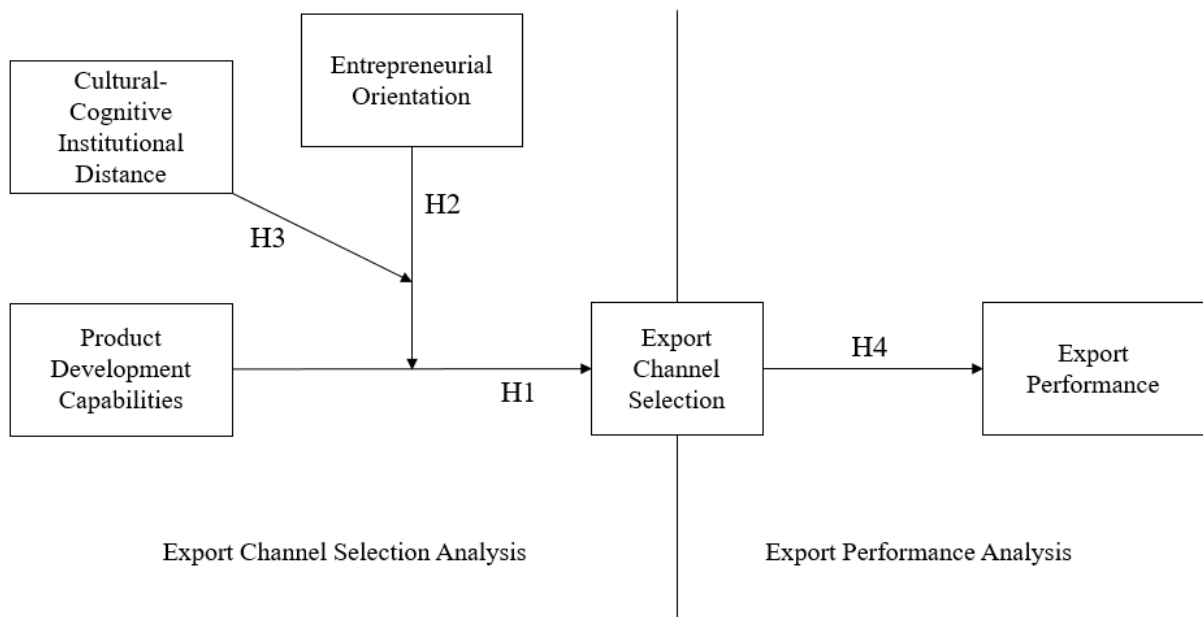 Cultural-
Cognitive
Institutional
Distance
Entrepreneurial
Orientation
H2
H3
Product
Development
Capabilities
H1
Export
Channel
Selection
H4
Export
Performance
Export Channel Selection Analysis
Export Performance Analysis